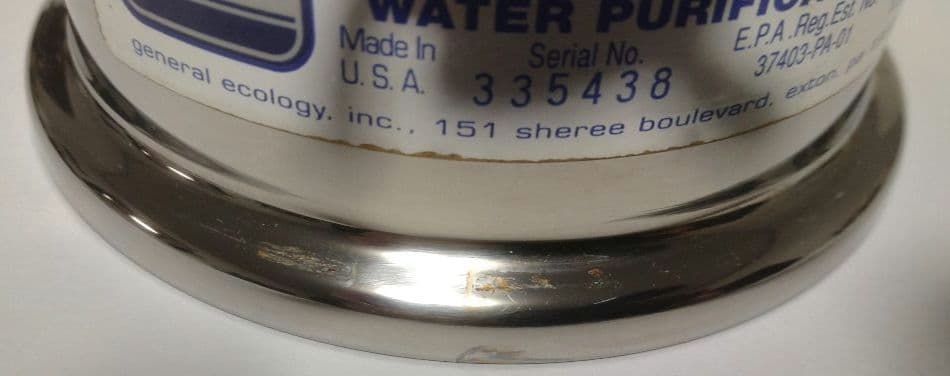 WATER
Made In
U.S.A.
Serial No.
335438
E.P.A. Reg. Est. No.
37403-PA-01
general ecology, inc., 151 sheree boulevard, exton, pa